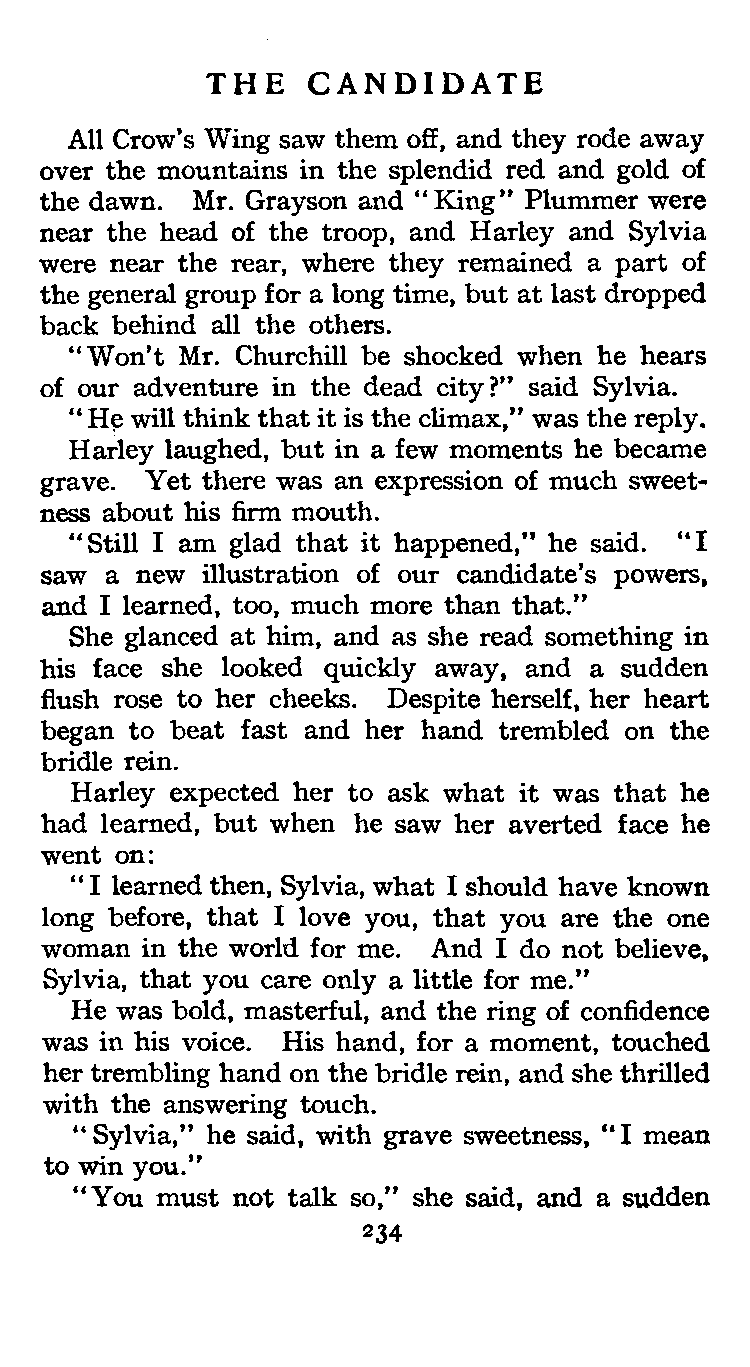 THE CANDIDATE
All Crow's Wing saw them off, and they rode away
over the mountains in the splendid red and gold of
the dawn. Mr. Grayson and "King" Plummer were
near the head of the troop, and Harley and Sylvia
were near the rear, where they remained a part of
the general group for a long time, but at last dropped
back behind all the others.
"Won't Mr. Churchill be shocked when he hears
of our adventure in the dead city?" said Sylvia.
"He will think that it is the climax," was the reply.
Harley laughed, but in a few moments he became
grave. Yet there was an expression of much sweet-
ness about his firm mouth.
"Still I am glad that it happened," he said. "I
saw a new illustration of our candidate's powers,
and I learned, too, much more than that."
She glanced at him, and as she read something in
his face she looked quickly away, and a sudden
flush rose to her cheeks. Despite herself, her heart
began to beat fast and her hand trembled on the
bridle rein.
Harley expected her to ask what it was that he
had learned, but when he saw her averted face he
went on:
"I learned then, Sylvia, what I should have known
long before, that I love you, that you are the one
woman in the world for me. And I do not believe,
Sylvia, that you care only a little for me."
He was bold, masterful, and the ring of confidence
was in his voice. His hand, for a moment, touched
her trembling hand on the bridle rein, and she thrilled
with the answering touch.
"Sylvia," he said, with grave sweetness, "I mean
to win you."
"You must not talk so," she said, and a sudden
234